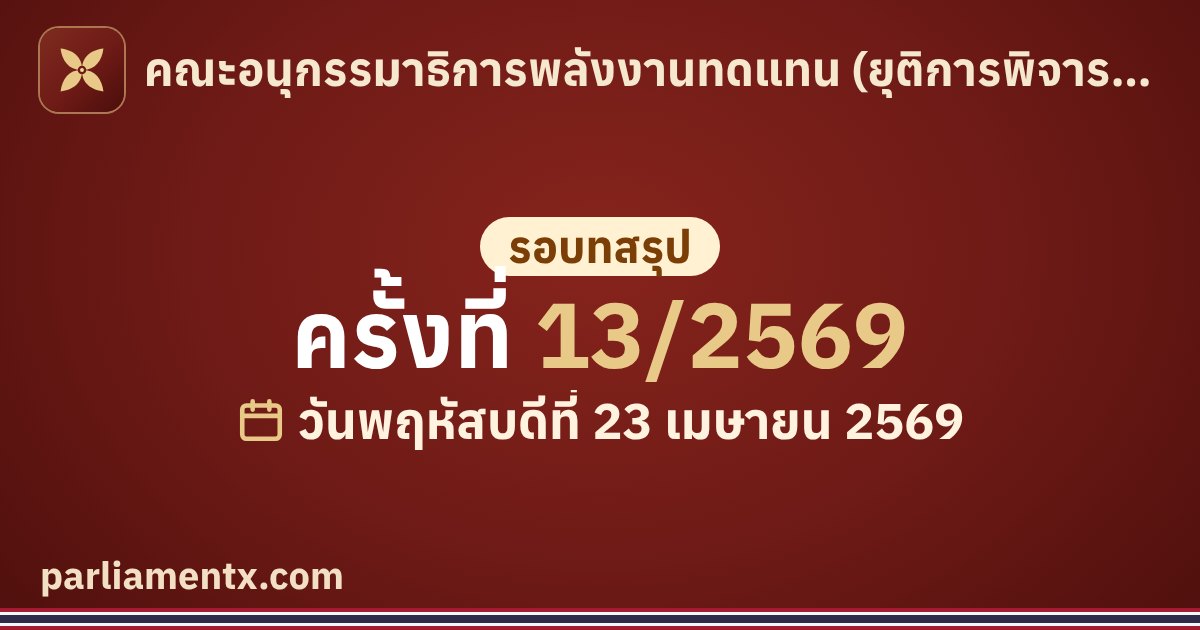 คณะอนุกรรมาธิการพลังงานทดแทน (ยุติการพิจาร...
รอบทสรุป
ครั้งที่ 13/2569
วันพฤหัสบดีที่ 23 เมษายน 2569
parliamentx.com